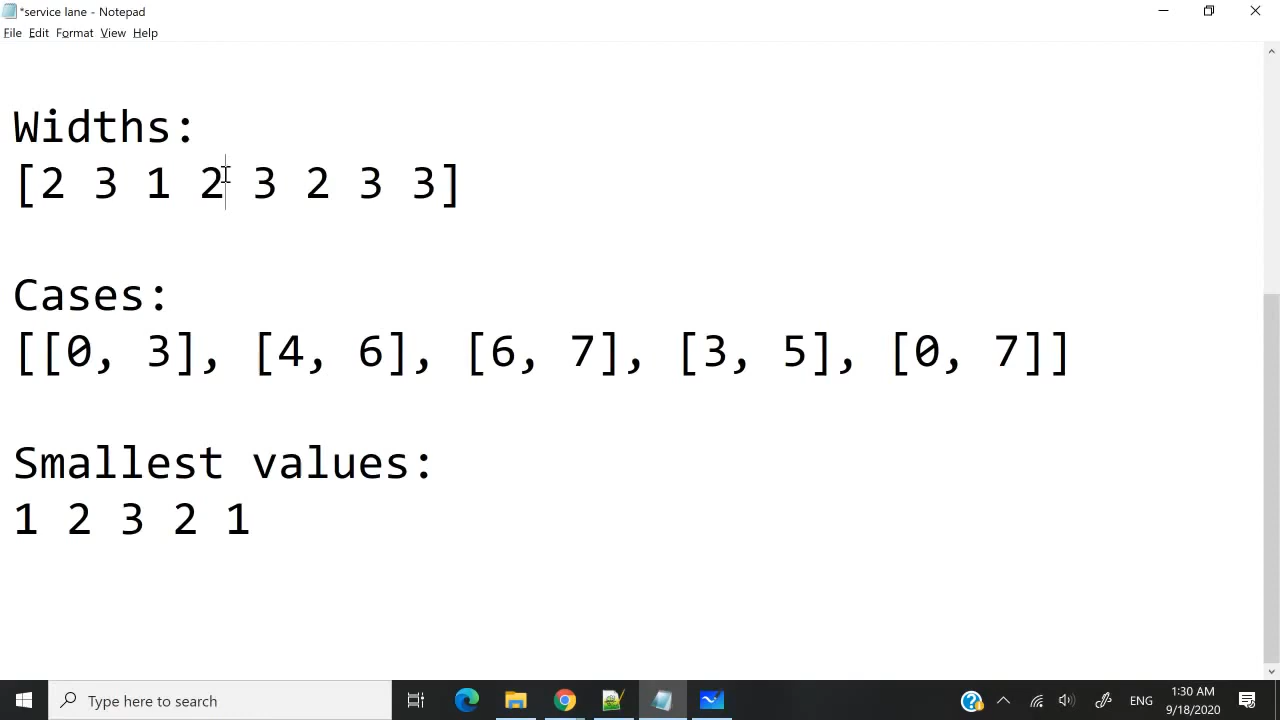 *service lane - Notepad
File Edit Format View Help
Widths:
[2 3 1 2 3 2 3 3]
Cases:
[[0, 3], [4, 6], [6, 7], [3, 5], [0, 7]]
Smallest values:
1 2 3 2 1
Type here to search
ENG
1:30 AM
9/18/2020